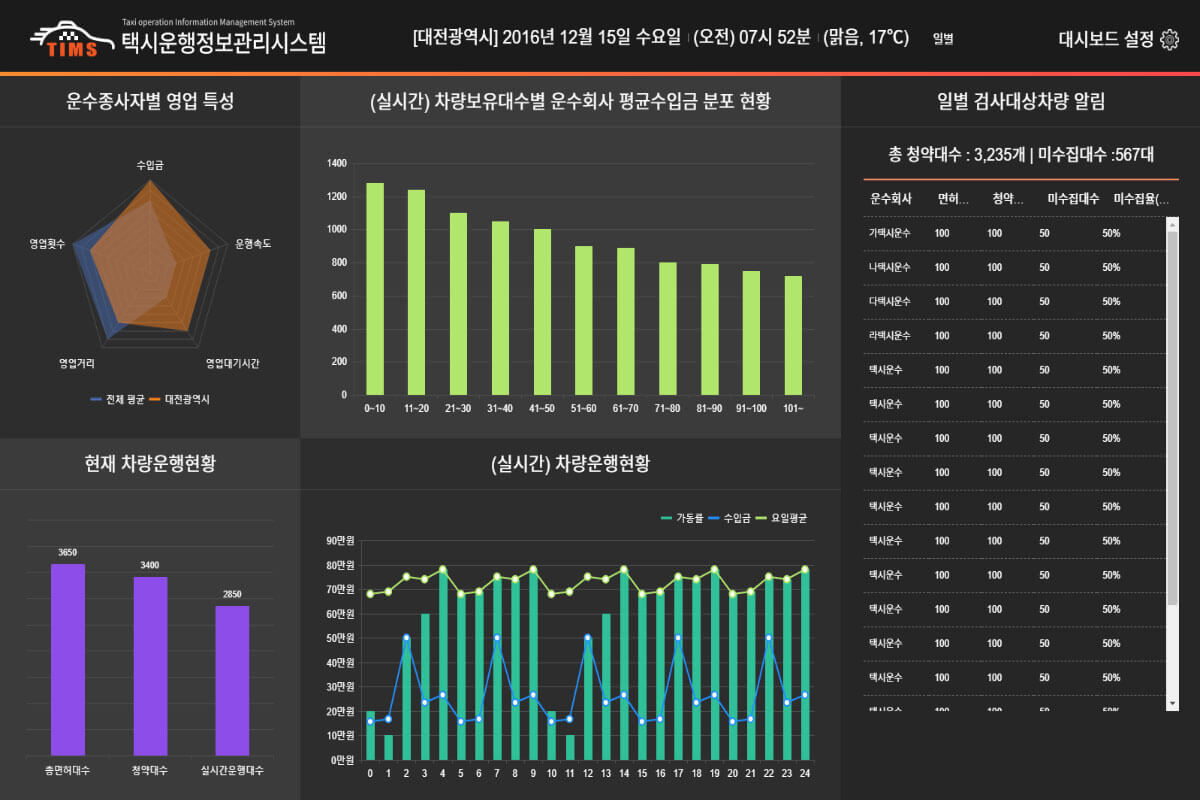 Taxi operation Information Management System
TIMS 택시운행정보관리시스템
[대전광역시] 2016년 12월 15일 수요일 | (오전) 07시 52분 | (맑음, 17℃) 일별
대시보드 설정
운수종사자별 영업 특성
수입금
영업횟수
운행속도
영업거리
영업대기시간
전체 평균 대전광역시
(실시간) 차량보유대수별 운수회사 평균수입금 분포 현황
1400
1200
1000
800
600
400
200
0
0~10 11~20 21~30 31~40 41~50 51~60 61~70 71~80 81~90 91~100 101~
일별 검사대상차량 알림
총 청약대수 : 3,235개 | 미수집대수 :567대
운수회사 면허... 청약... 미수집대수 미수집율(...
가택시운수 100 100 50 50%
나택시운수 100 100 50 50%
다택시운수 100 100 50 50%
라택시운수 100 100 50 50%
택시운수 100 100 50 50%
택시운수 100 100 50 50%
택시운수 100 100 50 50%
택시운수 100 100 50 50%
택시운수 100 100 50 50%
택시운수 100 100 50 50%
택시운수 100 100 50 50%
택시운수 100 100 50 50%
택시운수 100 100 50 50%
택시운수 100 100 50 50%
택시운수 100 100 50 50%
현재 차량운행현황
3650
3400
2850
총면허대수 청약대수 실시간운행대수
(실시간) 차량운행현황
가동률 수입금 요일평균
90만원
80만원
70만원
60만원
50만원
40만원
30만원
20만원
10만원
0만원
0 1 2 3 4 5 6 7 8 9 10 11 12 13 14 15 16 17 18 19 20 21 22 23 24